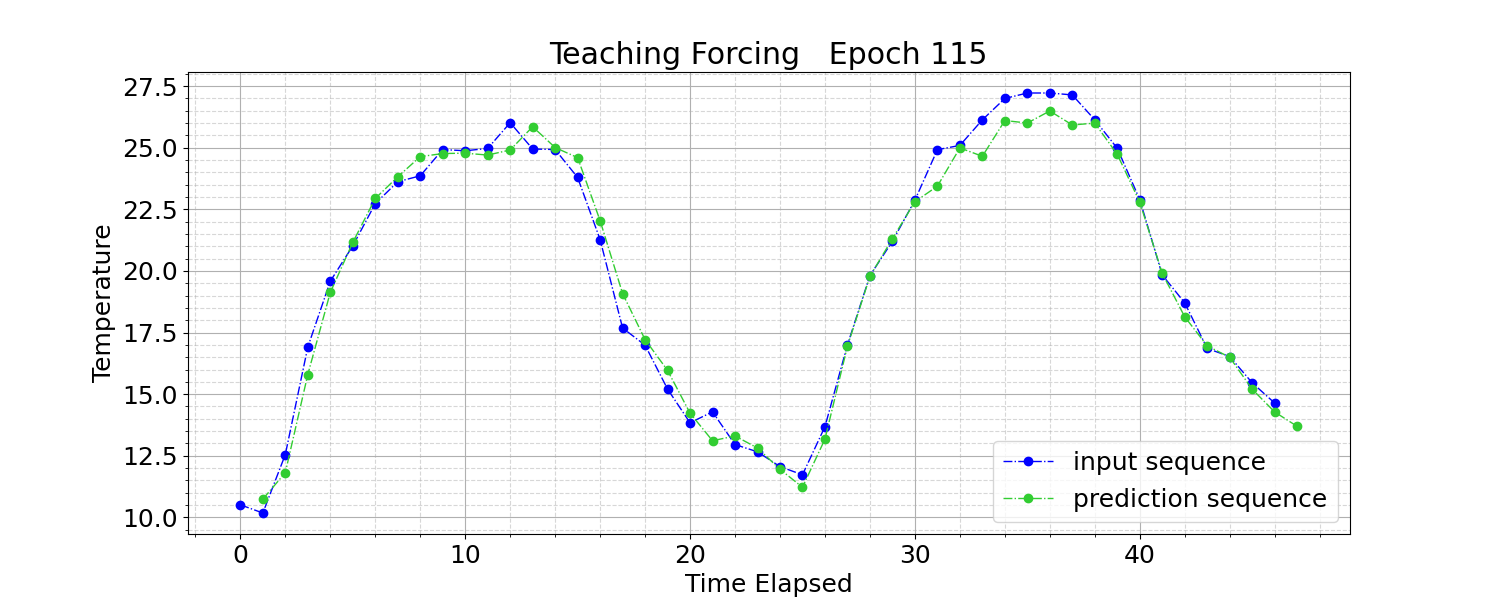 Teaching Forcing   Epoch 115
27.5
25.0
22.5
20.0
17.5
15.0
12.5
10.0
Temperature
input sequence
prediction sequence
0 10 20 30 40
Time Elapsed